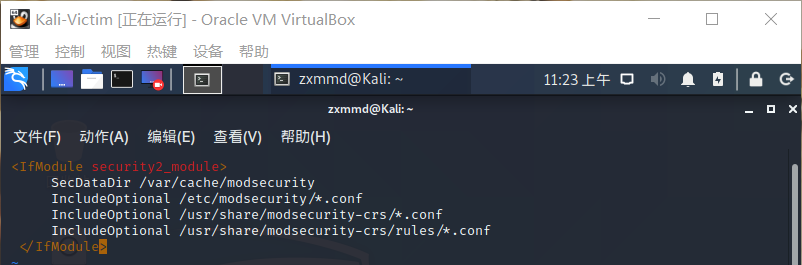 Kali-Victim [正在运行] - Oracle VM VirtualBox
管理 控制 视图 热键 设备 帮助
zxmmd@Kali: ~ 11:23 上午
zxmmd@Kali: ~
文件(F) 动作(A) 编辑(E) 查看(V) 帮助(H)
<IfModule security2_module>
     SecDataDir /var/cache/modsecurity
     IncludeOptional /etc/modsecurity/*.conf
     IncludeOptional /usr/share/modsecurity-crs/*.conf
     IncludeOptional /usr/share/modsecurity-crs/rules/*.conf
 </IfModule>
~